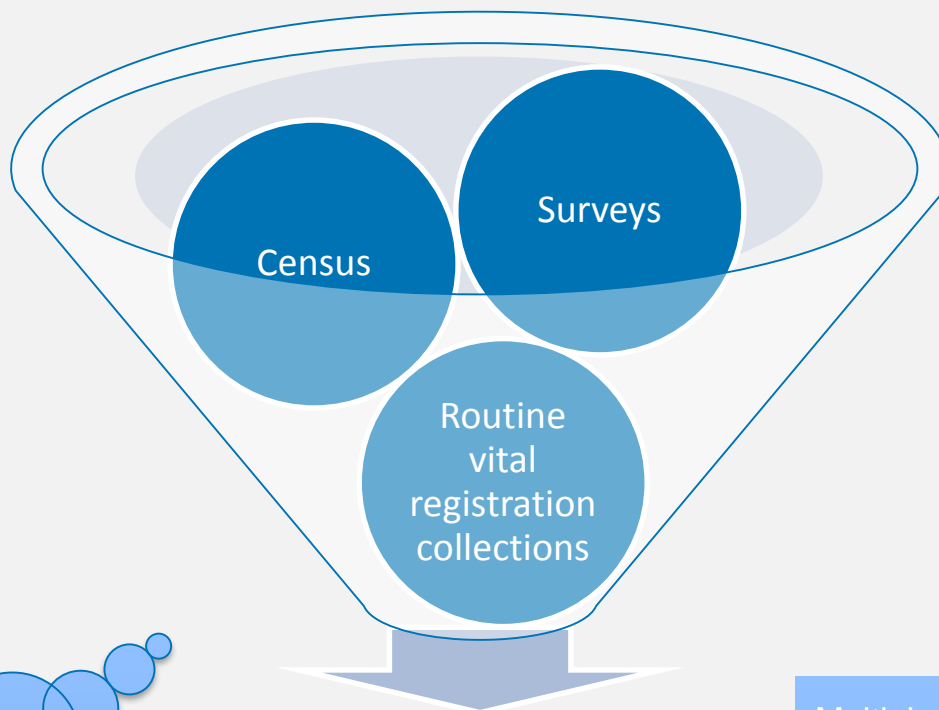 Surveys
Census
Routine
vital
registration
collections